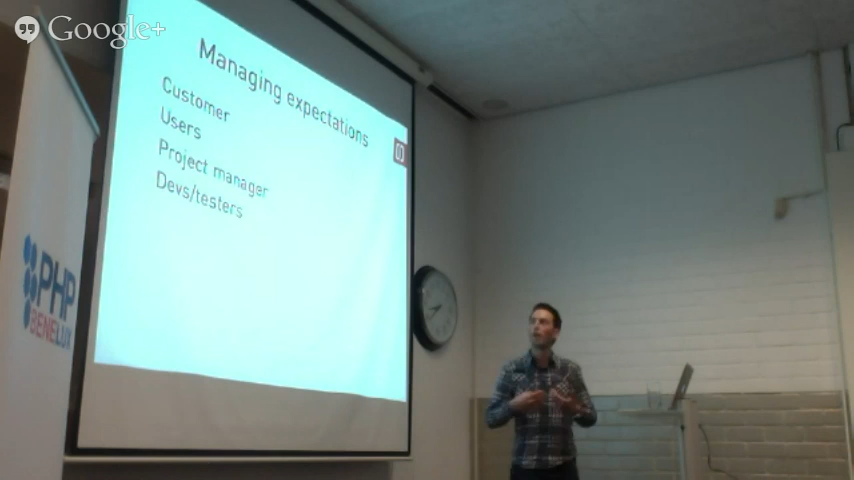 Google+
Managing expectations
Customer
Users
Project manager
Devs/testers
PHP
BENELUX